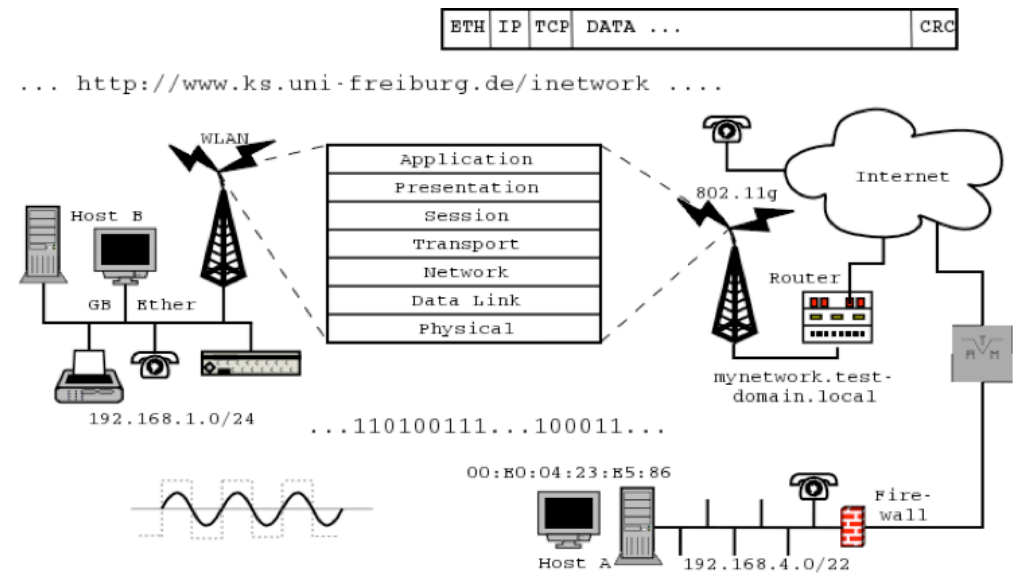 ETH IP TCP DATA ... CRC
... http://www.ks.uni-freiburg.de/inetwork ....
WLAN
Application
Presentation
Session
Transport
Network
Data Link
Physical
Internet
802.11g
Host B
GB Ether
Router
ATM
mynetwork.test-
domain.local
192.168.1.0/24
...110100111...100011...
00:E0:04:23:E5:86
Fire-
wall
Host A
192.168.4.0/22